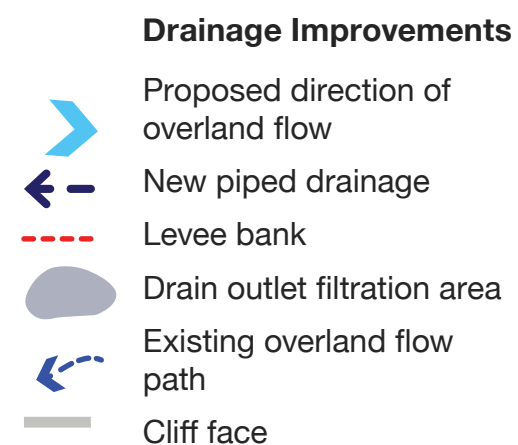 Drainage Improvements
Proposed direction of
overland flow
New piped drainage
Levee bank
Drain outlet filtration area
Existing overland flow
path
Cliff face